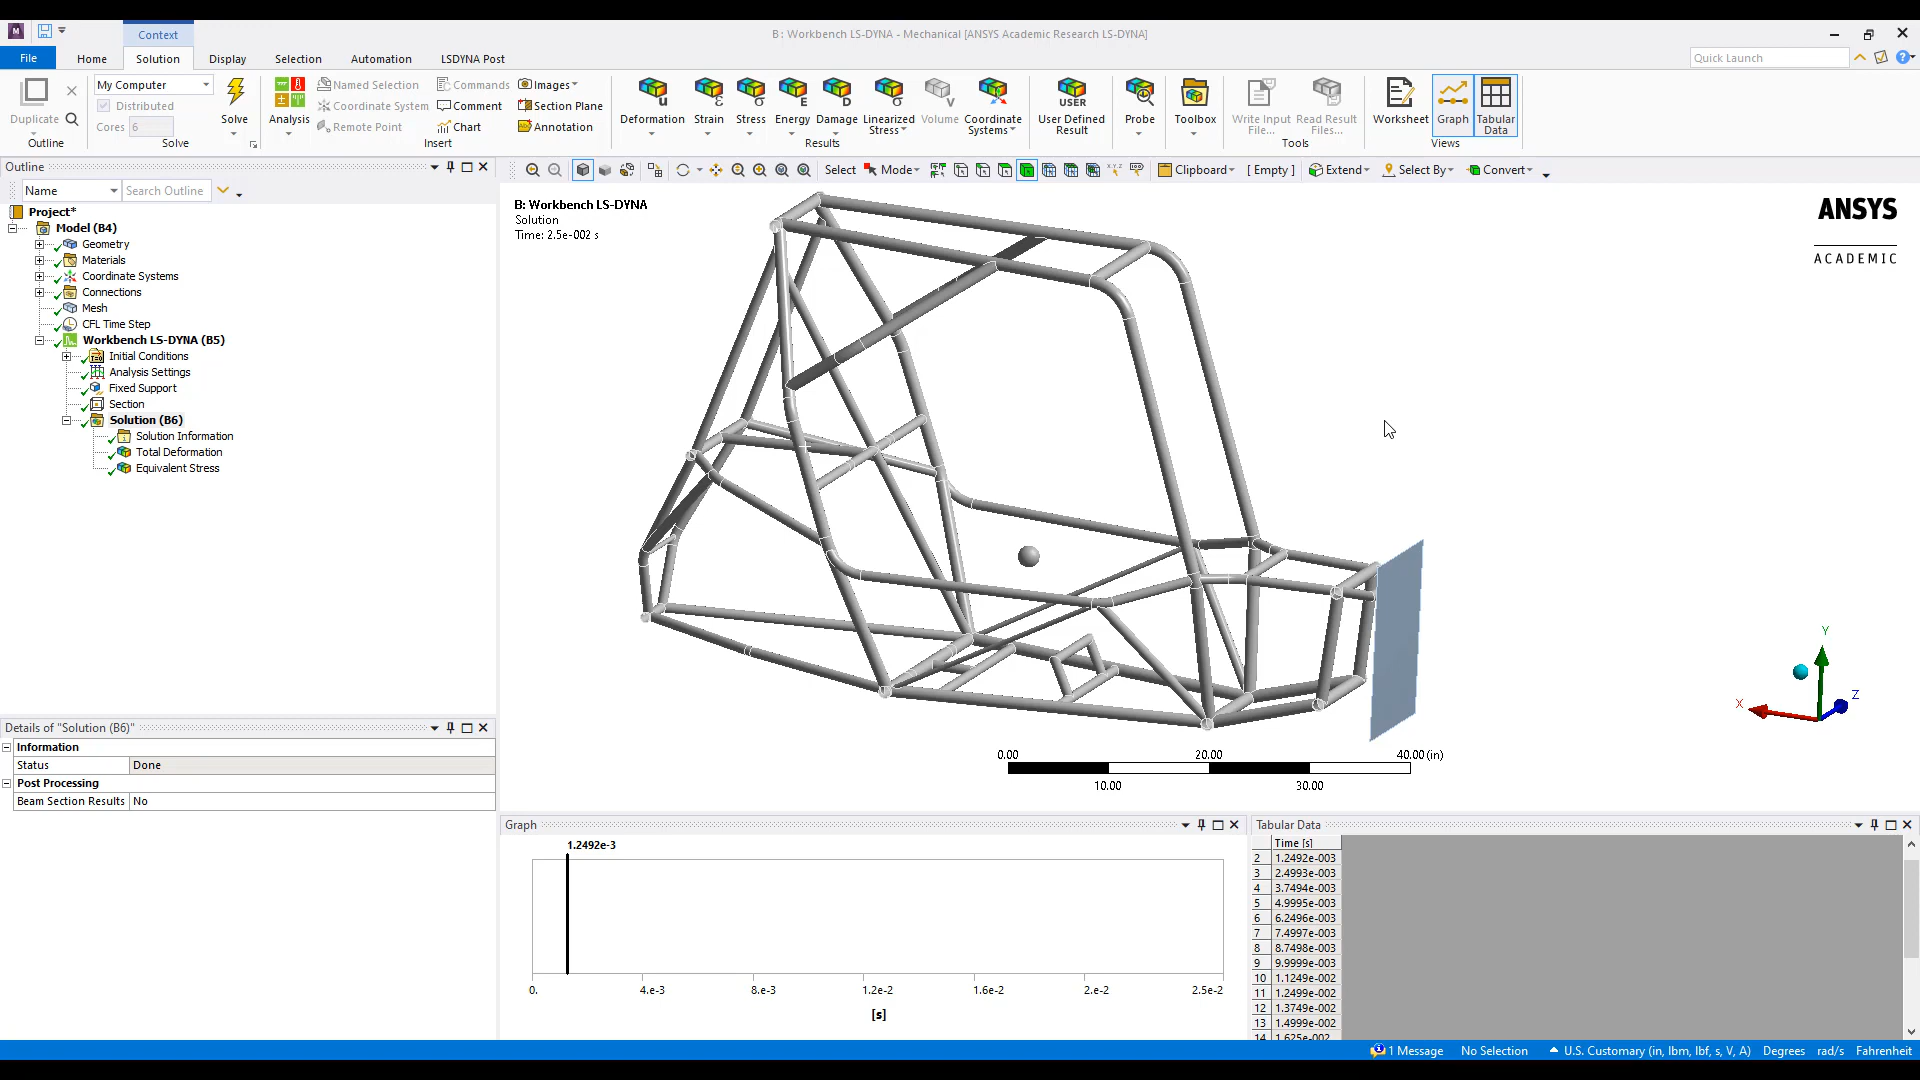 Context
B : Workbench LS-DYNA - Mechanical [ANSYS Academic Research LS-DYNA]
File Home Solution Display Selection Automation LSDYNA Post
Quick Launch
Duplicate
Outline
My Computer
Distributed
Cores 6
Solve
Solve
Analysis
Named Selection
Coordinate System
Remote Point
Commands
Comment
Chart
Images
Section Plane
Annotation
Insert
Deformation
Strain
Stress
Energy
Damage
Linearized Stress
Volume
Coordinate Systems
Results
USER
User Defined Result
Probe
Toolbox
Write Input File...
Read Result Files...
Tools
Worksheet
Graph
Tabular Data
Views
Outline
Name
Search Outline
Select Mode Clipboard [ Empty ] Extend Select By Convert
Project*
Model (B4)
Geometry
Materials
Coordinate Systems
Connections
Mesh
CFL Time Step
Workbench LS-DYNA (B5)
Initial Conditions
Analysis Settings
Fixed Support
Section
Solution (B6)
Solution Information
Total Deformation
Equivalent Stress
B: Workbench LS-DYNA
Solution
Time: 2.5e-002 s
ANSYS
ACADEMIC
Y
X
Z
0.00 20.00 40.00 (in)
10.00 30.00
Details of "Solution (B6)"
Information
Status Done
Post Processing
Beam Section Results No
Graph
1.2492e-3
0. 4.e-3 8.e-3 1.2e-2 1.6e-2 2.e-2 2.5e-2
[s]
Tabular Data
Time [s]
2 1.2492e-003
3 2.4993e-003
4 3.7494e-003
5 4.9995e-003
6 6.2496e-003
7 7.4997e-003
8 8.7498e-003
9 9.9999e-003
10 1.1249e-002
11 1.2499e-002
12 1.3749e-002
13 1.4999e-002
14 1.625e-002
1 Message No Selection U.S. Customary (in, lbm, lbf, s, V, A) Degrees rad/s Fahrenheit